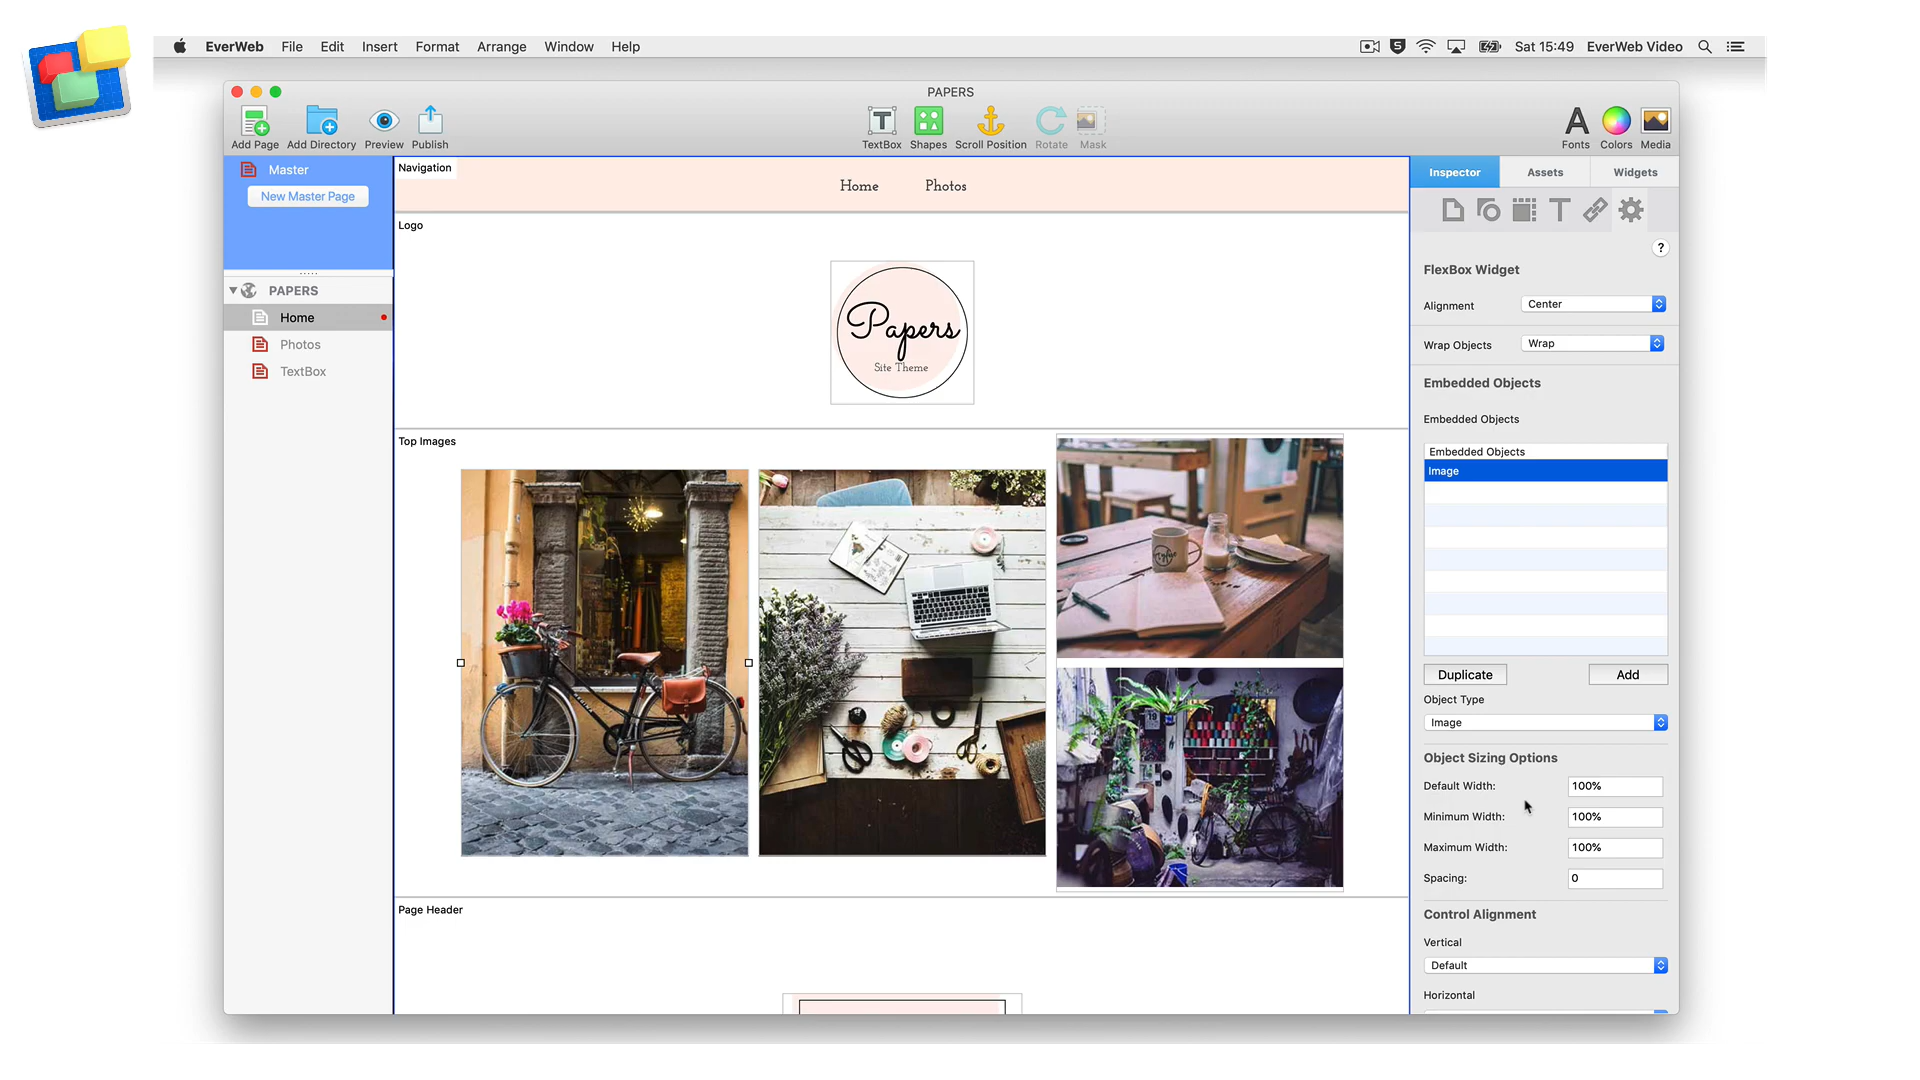 EverWeb File Edit Insert Format Arrange Window Help
S Sat 15:49 EverWeb Video
PAPERS
Add Page Add Directory Preview Publish
T
TextBox Shapes Scroll Position Rotate Mask
A
Fonts Colors Media
Master
New Master Page
PAPERS
Home
Photos
TextBox
Navigation
Home Photos
Logo
Papers
Site Theme
Top Images
19
Page Header
Inspector Assets Widgets
T
?
FlexBox Widget
Alignment Center
Wrap Objects Wrap
Embedded Objects
Embedded Objects
Embedded Objects
Image
Duplicate Add
Object Type
Image
Object Sizing Options
Default Width: 100%
Minimum Width: 100%
Maximum Width: 100%
Spacing: 0
Control Alignment
Vertical
Default
Horizontal